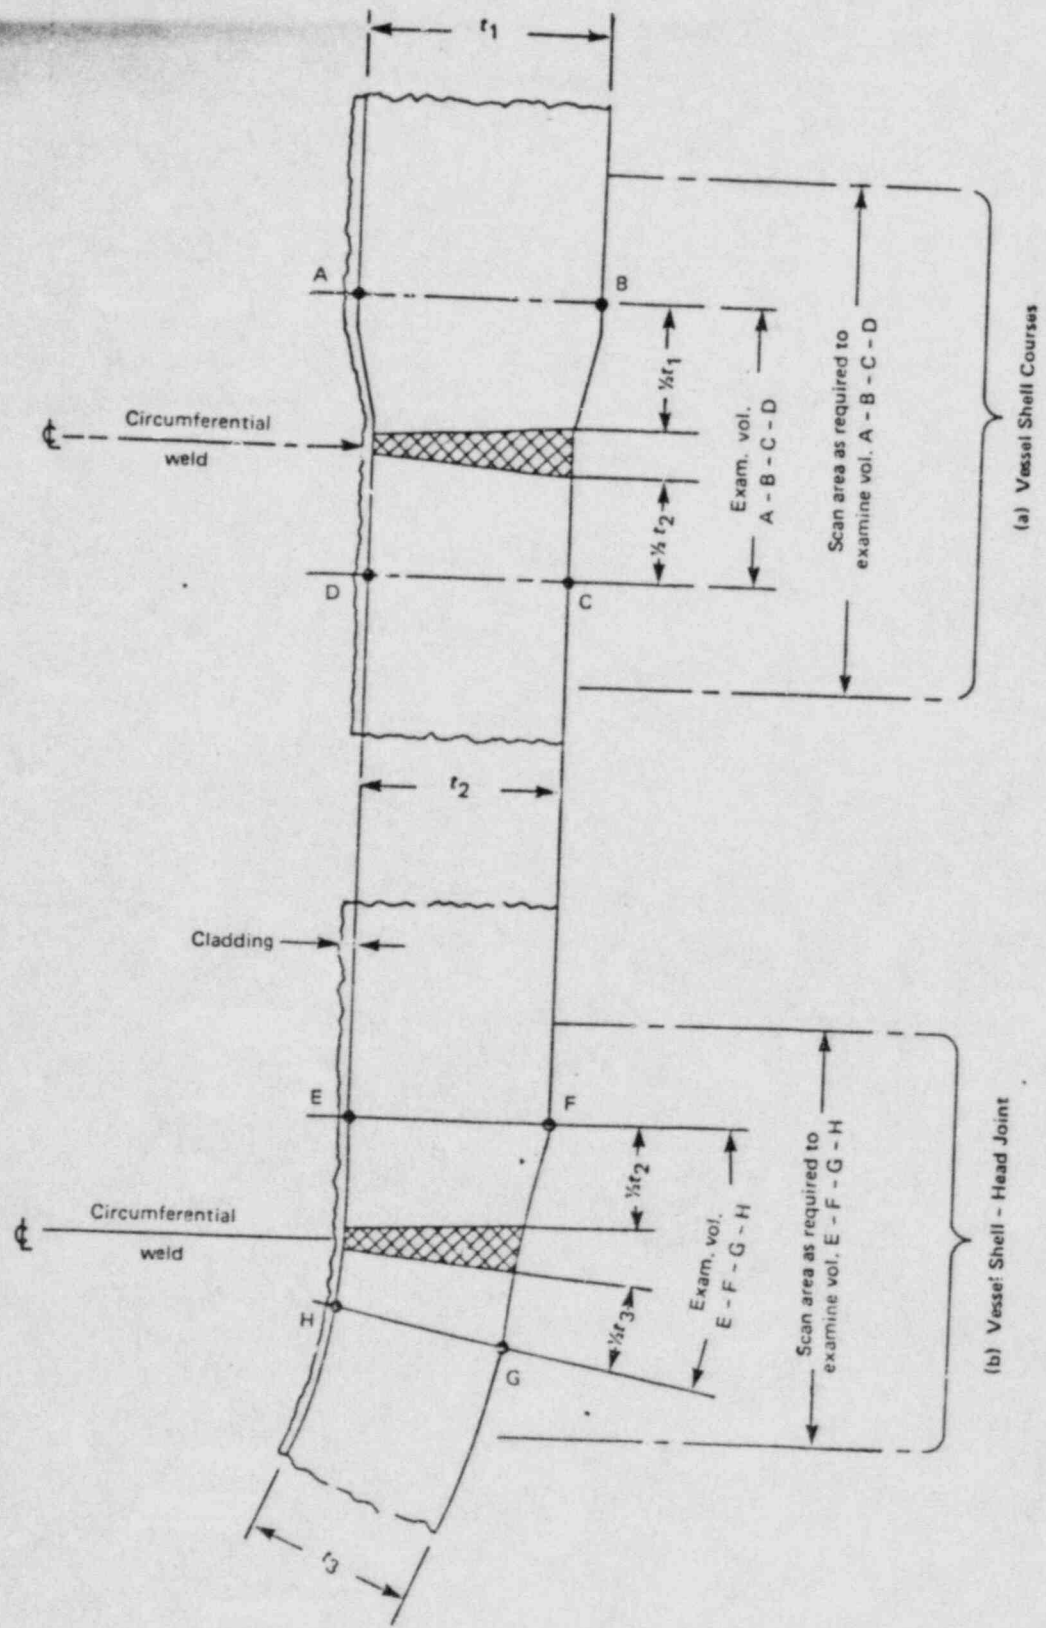 t1
A
B
½t1
Circumferential
weld
℄
Exam. vol.
A - B - C - D
½ t2
Scan area as required to
examine vol. A - B - C - D
(a) Vessel Shell Courses
D
C
t2
Cladding
E
F
½t2
Circumferential
weld
℄
Exam. vol.
E - F - G - H
½t3
Scan area as required to
examine vol. E - F - G - H
(b) Vessel Shell - Head Joint
H
G
t3